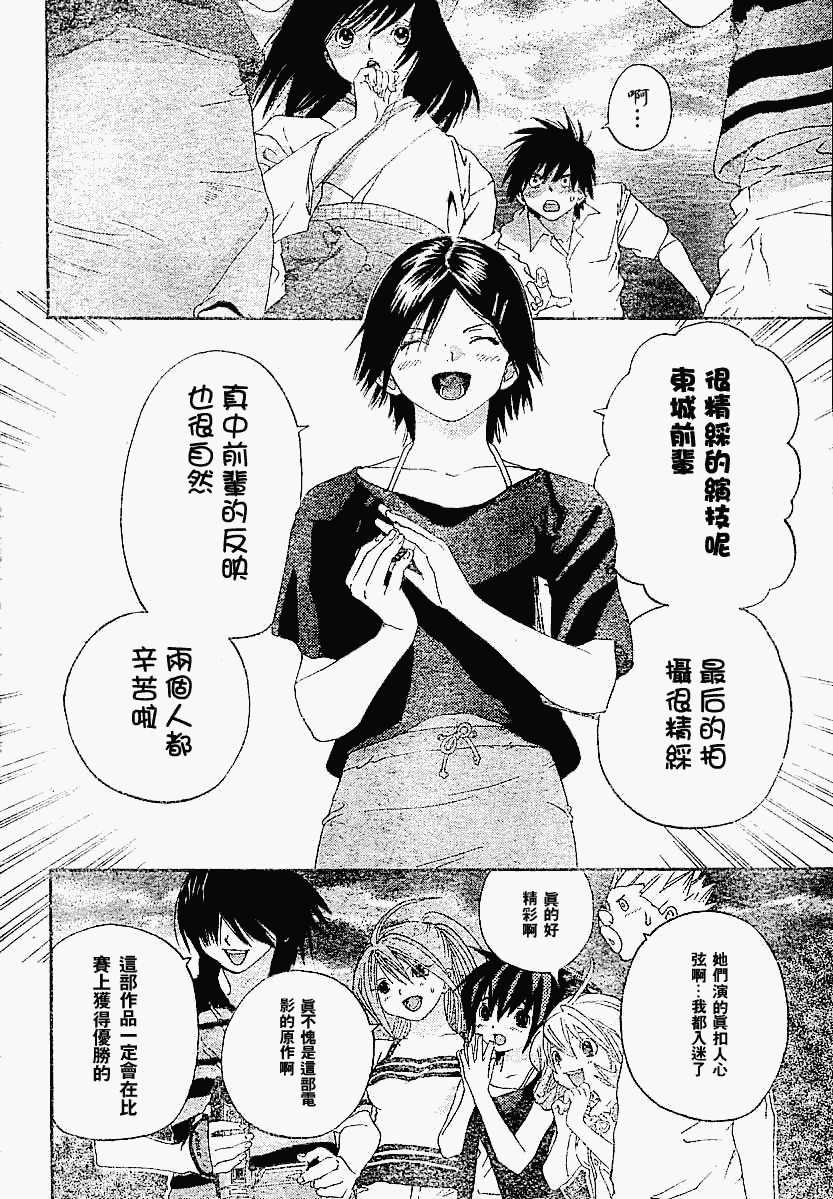 啊…
很精綵的繽技呢
東城前輩
最后的拍
攝很精綵
真中前輩的反映
也很自然
兩個人都
辛苦啦
她們演的眞扣人心
弦啊…我都入迷了
眞的好
精彩啊
眞不愧是這部電
影的原作啊
這部作品一定會在比
賽上獲得優勝的